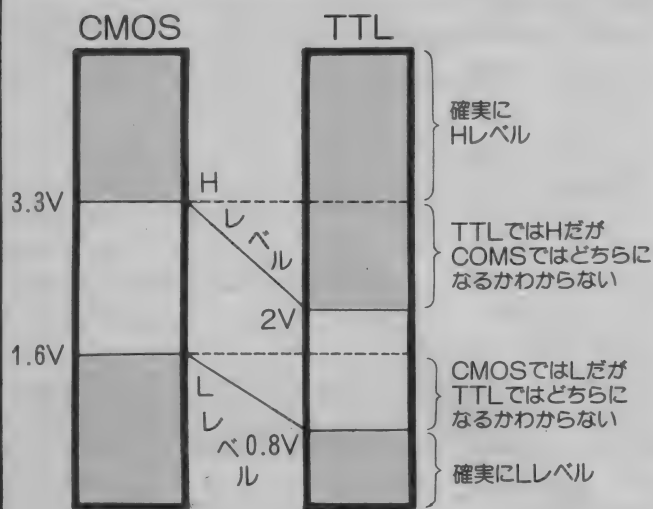 CMOS
TTL
確実に
Hレベル
3.3V
Hレベル
TTLではHだが
COMSではどちらに
なるかわからない
2V
1.6V
CMOSではLだが
TTLではどちらに
なるかわからない
Lレベル
0.8V
確実にLレベル